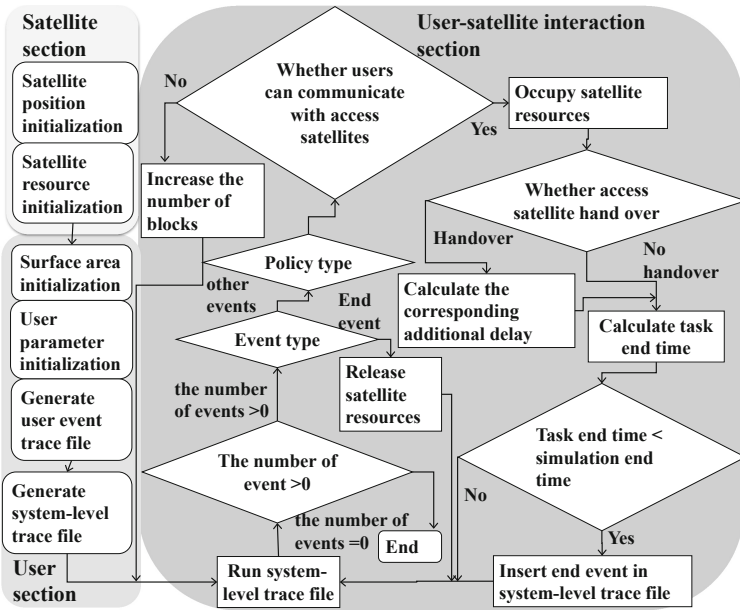 Satellite
section
Satellite
position
initialization
Satellite
resource
initialization
Surface area
initialization
User
parameter
initialization
Generate
user event
trace file
Generate
system-level
trace file
User
section
User-satellite interaction
section
Whether users
can communicate
with access
satellites
No
Yes
Increase the
number of
blocks
Occupy satellite
resources
Whether access
satellite hand over
Handover
No
handover
Calculate the
corresponding
additional delay
Calculate task
end time
Policy type
other
events
End
event
Event type
Release
satellite
resources
the number
of events >0
The number of
event >0
the number of
events =0
End
Task end time <
simulation end
time
No
Yes
Run system-
level trace file
Insert end event in
system-level trace file